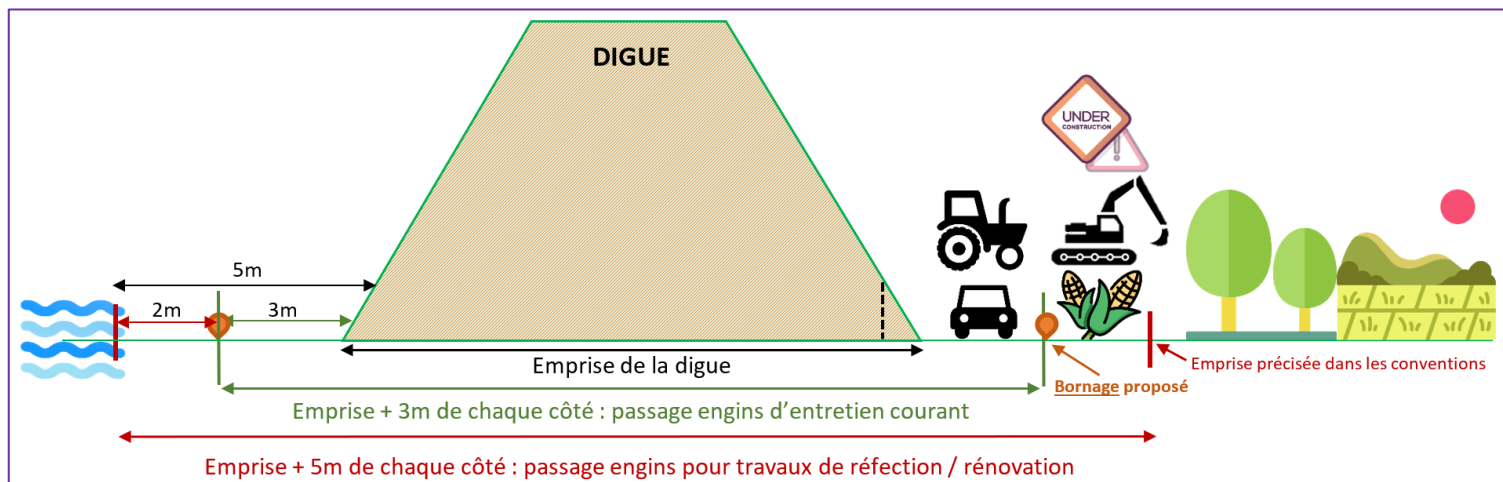 DIGUE
UNDER
CONSTRUCTION
!
5m
2m
3m
Emprise de la digue
Emprise précisée dans les conventions
Bornage proposé
Emprise + 3m de chaque côté : passage engins d’entretien courant
Emprise + 5m de chaque côté : passage engins pour travaux de réfection / rénovation